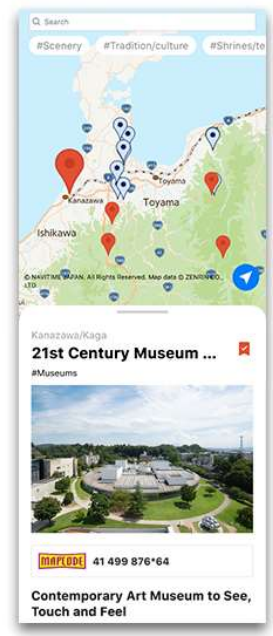 Search
#Scenery
#Tradition/culture
#Shrines/te
Toyama
Kanazawa
Toyama
Ishikawa
© NAVITIME JAPAN. All Rights Reserved. Map data © ZENRIN CO.,
LTD.
Kanazawa/Kaga
21st Century Museum ...
#Museums
MAPCODE 41 499 876*64
Contemporary Art Museum to See,
Touch and Feel